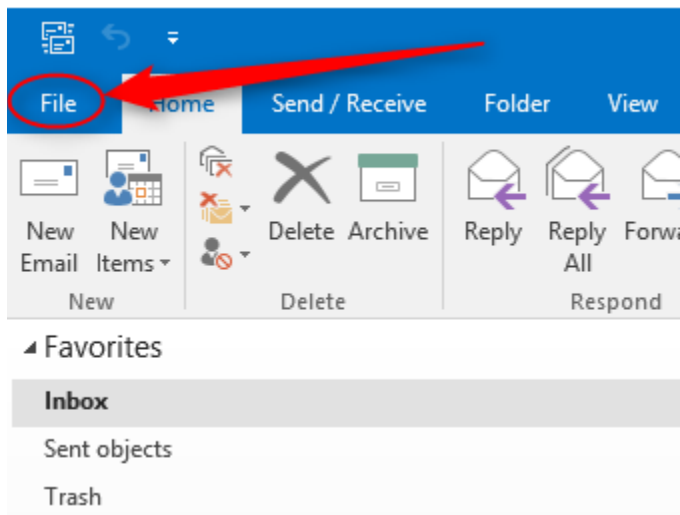 File Home Send / Receive Folder View
New Email
New Items
Delete Archive
Reply
Reply All
New Delete Respond
Favorites
Inbox
Sent objects
Trash